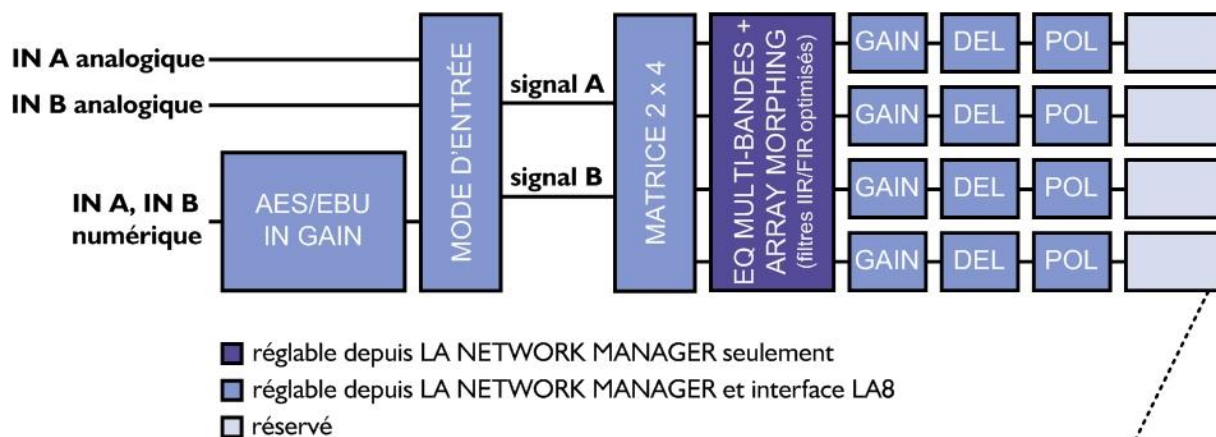 IN A analogique
IN B analogique
IN A, IN B
numérique
AES/EBU
IN GAIN
MODE D'ENTRÉE
signal A
signal B
MATRICE 2 x 4
EQ MULTI-BANDES +
ARRAY MORPHING
(filtres IIR/FIR optimisés)
GAIN DEL POL
GAIN DEL POL
GAIN DEL POL
GAIN DEL POL
réglable depuis LA NETWORK MANAGER seulement
réglable depuis LA NETWORK MANAGER et interface LA8
réservé